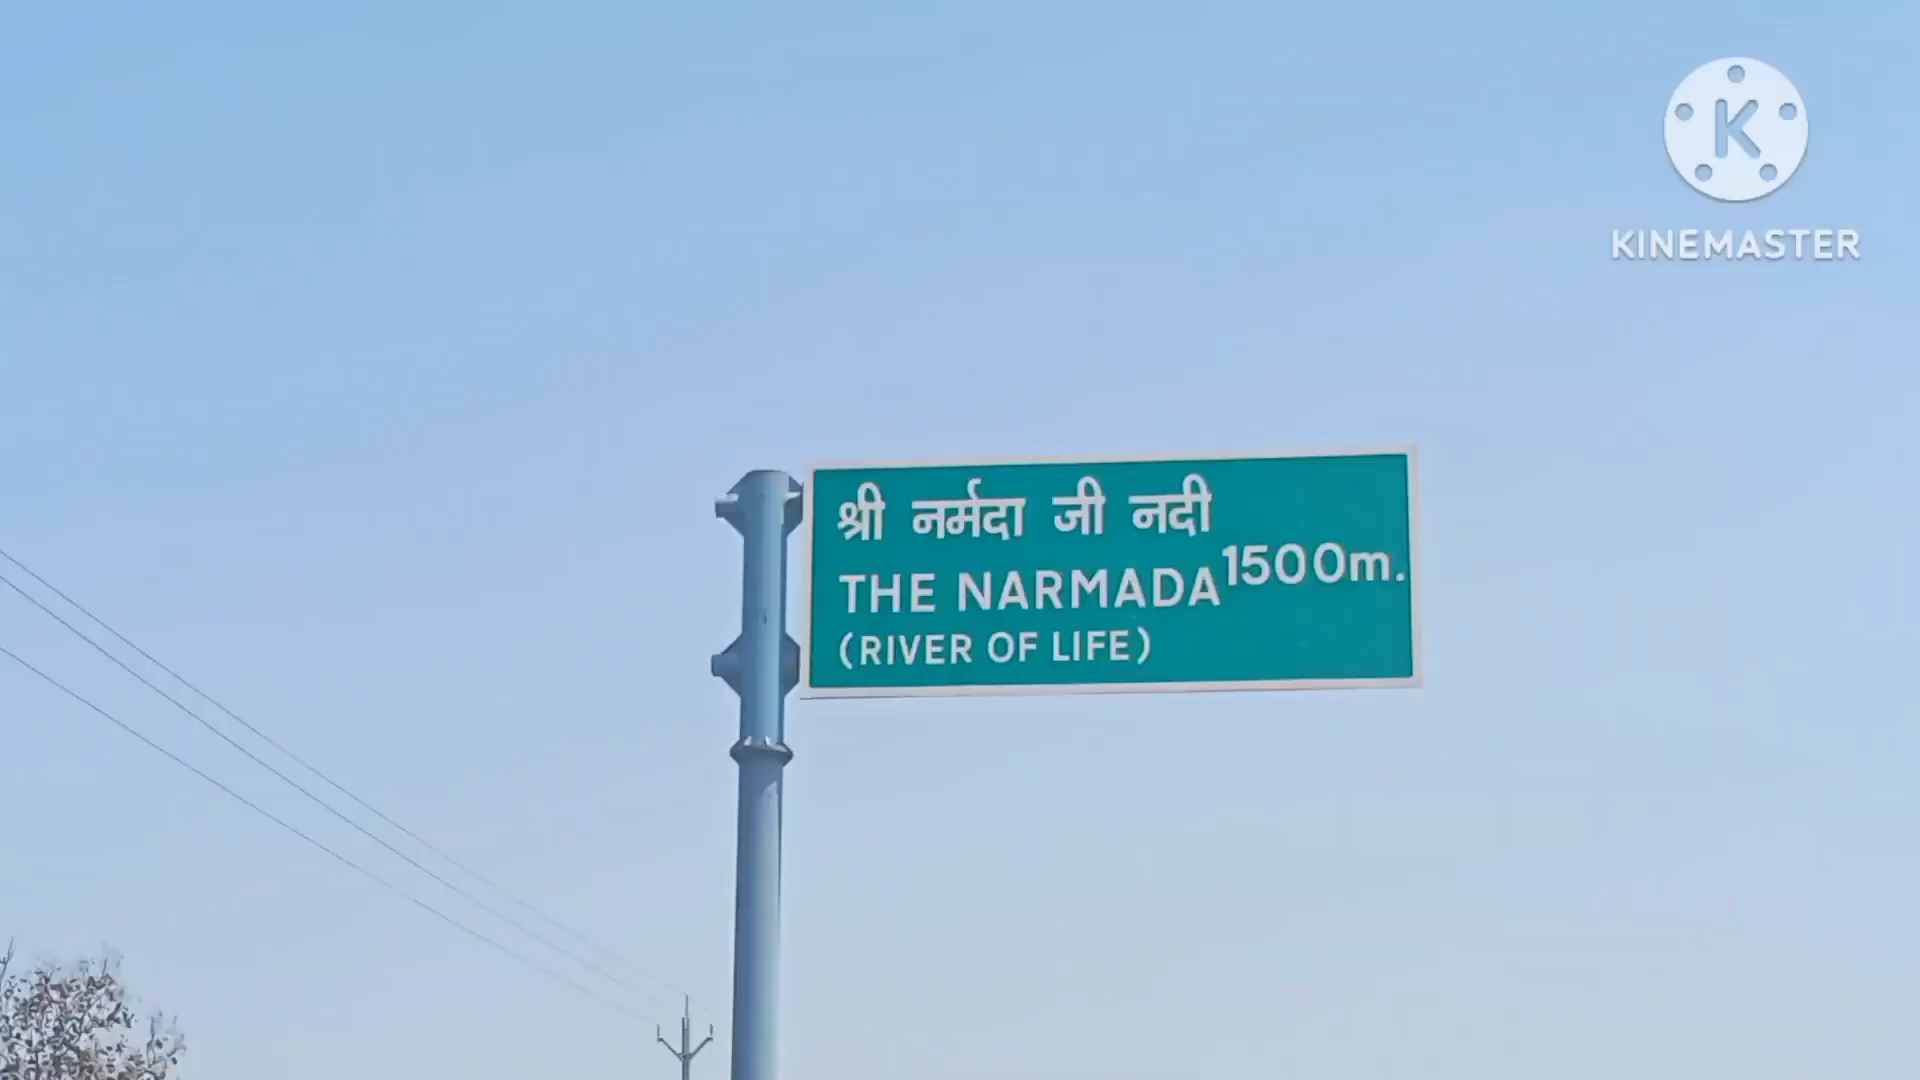 K
KINEMASTER
श्री नर्मदा जी नदी
THE NARMADA 1500m.
(RIVER OF LIFE)